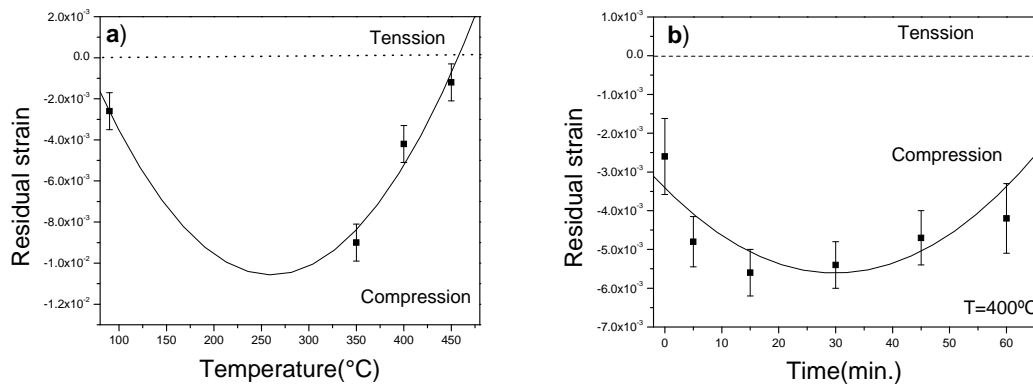 a)
Tenssion
Compression
2.0x10⁻³
0.0
-2.0x10⁻³
-4.0x10⁻³
-6.0x10⁻³
-8.0x10⁻³
-1.0x10⁻²
-1.2x10⁻²
Residual strain
100 150 200 250 300 350 400 450
Temperature(°C)
b)
Tenssion
Compression
T=400ºC
1.0x10⁻³
0.0
-1.0x10⁻³
-2.0x10⁻³
-3.0x10⁻³
-4.0x10⁻³
-5.0x10⁻³
-6.0x10⁻³
-7.0x10⁻³
Residual strain
0 10 20 30 40 50 60
Time(min.)